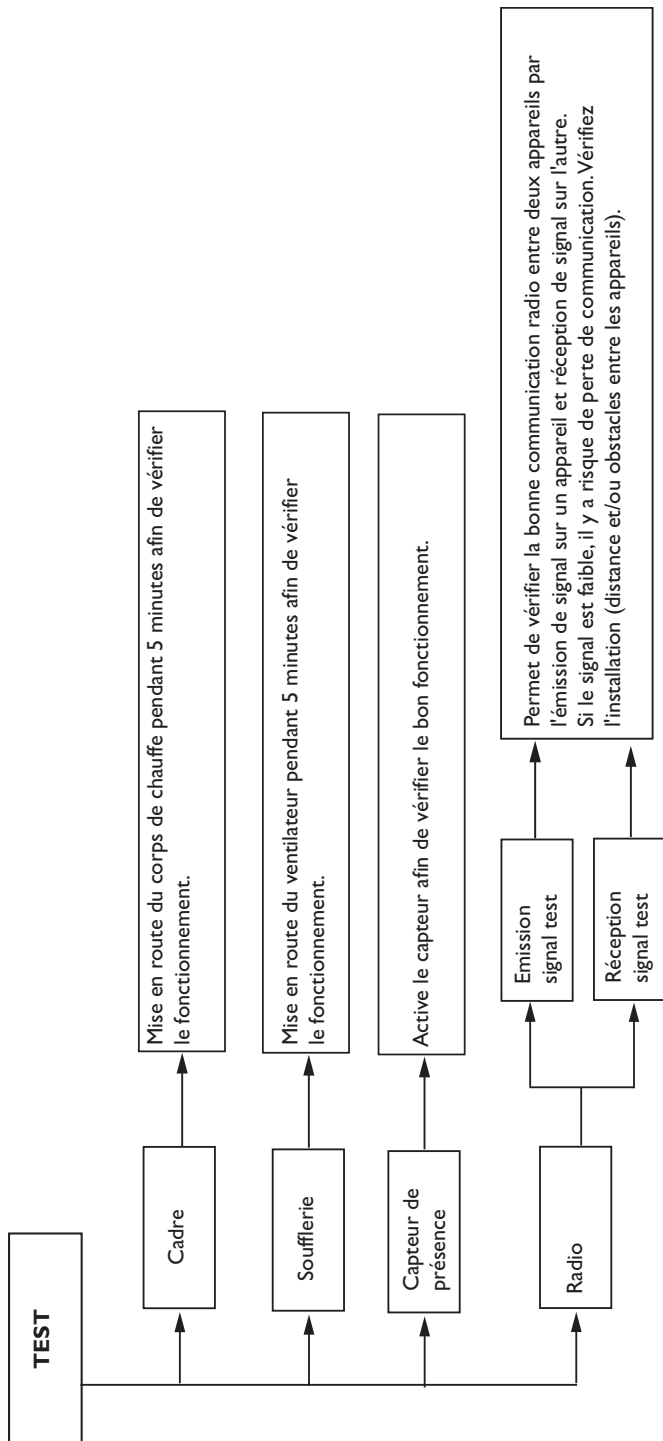 TEST
Cadre
Mise en route du corps de chauffe pendant 5 minutes afin de vérifier
le fonctionnement.
Soufflerie
Mise en route du ventilateur pendant 5 minutes afin de vérifier
le fonctionnement.
Capteur de
présence
Active le capteur afin de vérifier le bon fonctionnement.
Radio
Emission
signal test
Réception
signal test
Permet de vérifier la bonne communication radio entre deux appareils par
l'émission de signal sur un appareil et réception de signal sur l'autre.
Si le signal est faible, il y a risque de perte de communication. Vérifiez
l'installation (distance et/ou obstacles entre les appareils).